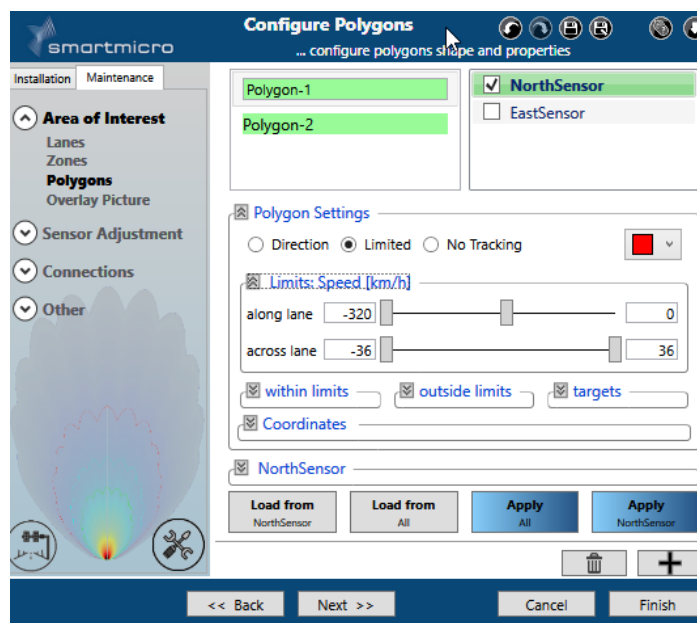 smartmicro
Configure Polygons
... configure polygons shape and properties
Installation
Maintenance
Area of Interest
Lanes
Zones
Polygons
Overlay Picture
Sensor Adjustment
Connections
Other
Polygon-1
Polygon-2
NorthSensor
EastSensor
Polygon Settings
Direction
Limited
No Tracking
Limits: Speed [km/h]
along lane
-320
0
across lane
-36
36
within limits
outside limits
targets
Coordinates
NorthSensor
Load from
NorthSensor
Load from
All
Apply
All
Apply
NorthSensor
<< Back
Next >>
Cancel
Finish